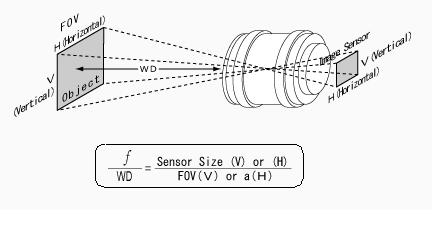 FOV
H (Horizontal)
V
(Vertical)
Object
WD
Image Sensor
V (Vertical)
H (Horizontal)
f
WD
=
Sensor Size (V) or (H)
FOV(V) or a(H)